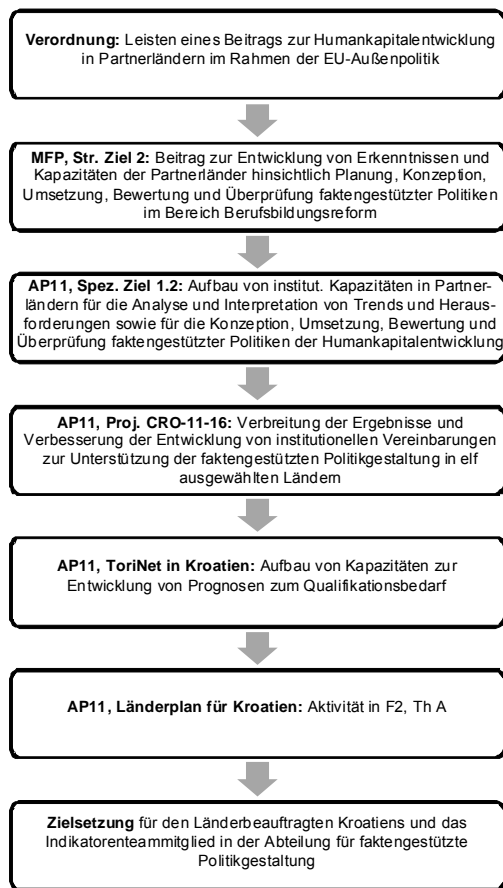 Verordnung: Leisten eines Beitrags zur Humankapitalentwicklung
in Partnerländern im Rahmen der EU-Außenpolitik
MFP, Str. Ziel 2: Beitrag zur Entwicklung von Erkenntnissen und
Kapazitäten der Partnerländer hinsichtlich Planung, Konzeption,
Umsetzung, Bewertung und Überprüfung faktengestützter Politiken
im Bereich Berufsbildungsreform
AP11, Spez. Ziel 1.2: Aufbau von institut. Kapazitäten in Partner-
ländern für die Analyse und Interpretation von Trends und Heraus-
forderungen sowie für die Konzeption, Umsetzung, Bewertung und
Überprüfung faktengestützter Politiken der Humankapitalentwicklung
AP11, Proj. CRO-11-16: Verbreitung der Ergebnisse und
Verbesserung der Entwicklung von institutionellen Vereinbarungen
zur Unterstützung der faktengestützten Politikgestaltung in elf
ausgewählten Ländern
AP11, ToriNet in Kroatien: Aufbau von Kapazitäten zur
Entwicklung von Prognosen zum Qualifikationsbedarf
AP11, Länderplan für Kroatien: Aktivität in F2, Th A
Zielsetzung für den Länderbeauftragten Kroatiens und das
Indikatorenteammitglied in der Abteilung für faktengestützte
Politikgestaltung